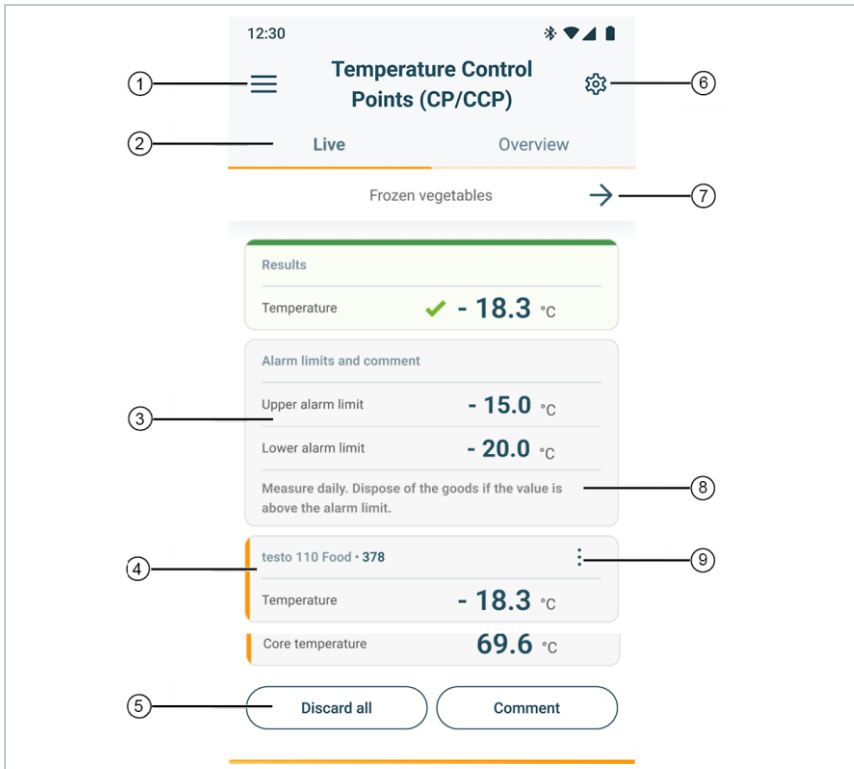 12:30
Temperature Control
Points (CP/CCP)
1
6
2
Live
Overview
Frozen vegetables
7
Results
Temperature
- 18.3 °C
Alarm limits and comment
Upper alarm limit
- 15.0 °C
3
Lower alarm limit
- 20.0 °C
Measure daily. Dispose of the goods if the value is
above the alarm limit.
8
testo 110 Food • 378
9
4
Temperature
- 18.3 °C
Core temperature
69.6 °C
5
Discard all
Comment